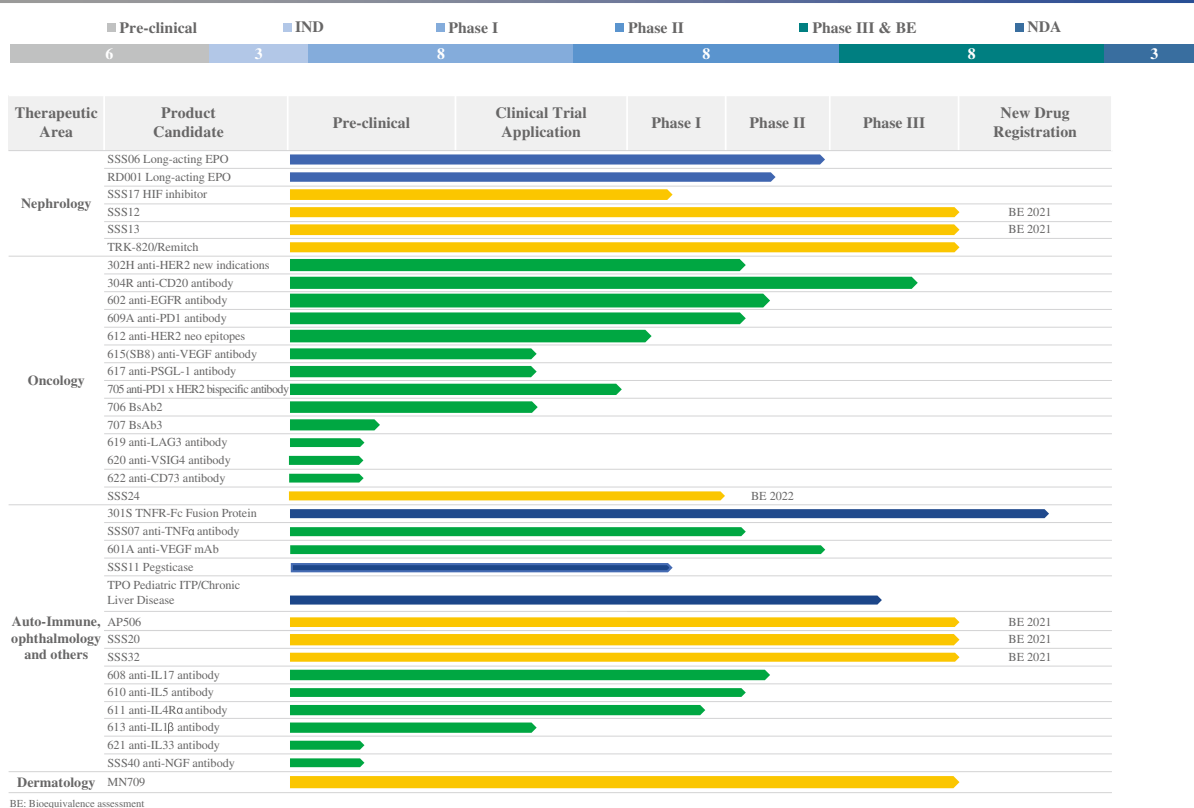 Pre-clinical IND Phase I Phase II Phase III & BE NDA
6 3 8 8 8 3
Therapeutic Area Product Candidate Pre-clinical Clinical Trial Application Phase I Phase II Phase III New Drug Registration
Nephrology
SSS06 Long-acting EPO
RD001 Long-acting EPO
SSS17 HIF inhibitor
SSS12 BE 2021
SSS13 BE 2021
TRK-820/Remitch
Oncology
302H anti-HER2 new indications
304R anti-CD20 antibody
602 anti-EGFR antibody
609A anti-PD1 antibody
612 anti-HER2 neo epitopes
615(SB8) anti-VEGF antibody
617 anti-PSGL-1 antibody
705 anti-PD1 x HER2 bispecific antibody
706 BsAb2
707 BsAb3
619 anti-LAG3 antibody
620 anti-VSIG4 antibody
622 anti-CD73 antibody
SSS24 BE 2022
Auto-Immune,
ophthalmology
and others
301S TNFR-Fc Fusion Protein
SSS07 anti-TNFα antibody
601A anti-VEGF mAb
SSS11 Pegsticase
TPO Pediatric ITP/Chronic
Liver Disease
AP506 BE 2021
SSS20 BE 2021
SSS32 BE 2021
608 anti-IL17 antibody
610 anti-IL5 antibody
611 anti-IL4Rα antibody
613 anti-IL1β antibody
621 anti-IL33 antibody
SSS40 anti-NGF antibody
Dermatology MN709
BE: Bioequivalence assessment